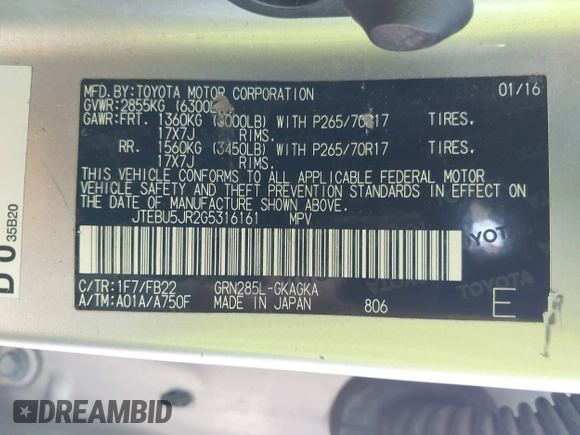 MFD.BY:TOYOTA MOTOR CORPORATION 01/16
GVWR:2855KG (6300
GAWR:FRT. 1360KG (3000LB) WITH P265/70R17 TIRES.
17X7J RIMS.
RR. 1560KG (3450LB) WITH P265/70R17 TIRES.
17X7J RIMS.
THIS VEHICLE CONFORMS TO ALL APPLICABLE FEDERAL MOTOR
VEHICLE SAFETY AND THEFT PREVENTION STANDARDS IN EFFECT ON
THE DATE OF MANUFACTURE SHOWN ABOVE.
JTEBU5JR2G5316161 MPV
TOYOTA
C/TR:1F7/FB22 GRN285L-GKAGKA
A/TM:A01A/A750F MADE IN JAPAN 806 E
35B20
DREAMBID